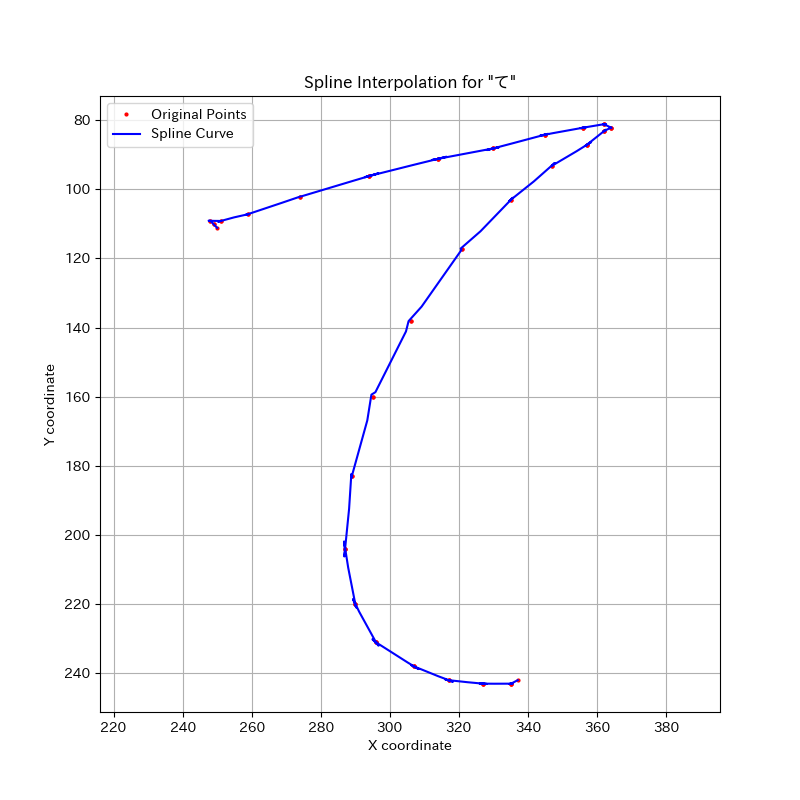 Spline Interpolation for "て"
Original Points
Spline Curve
80
100
120
140
160
180
200
220
240
Y coordinate
220 240 260 280 300 320 340 360 380
X coordinate